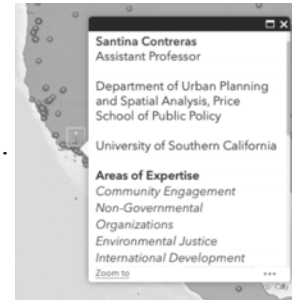 Santina Contreras
Assistant Professor
Department of Urban Planning
and Spatial Analysis, Price
School of Public Policy
University of Southern California
Areas of Expertise
Community Engagement
Non-Governmental
Organizations
Environmental Justice
International Development
Zoom to
...
City